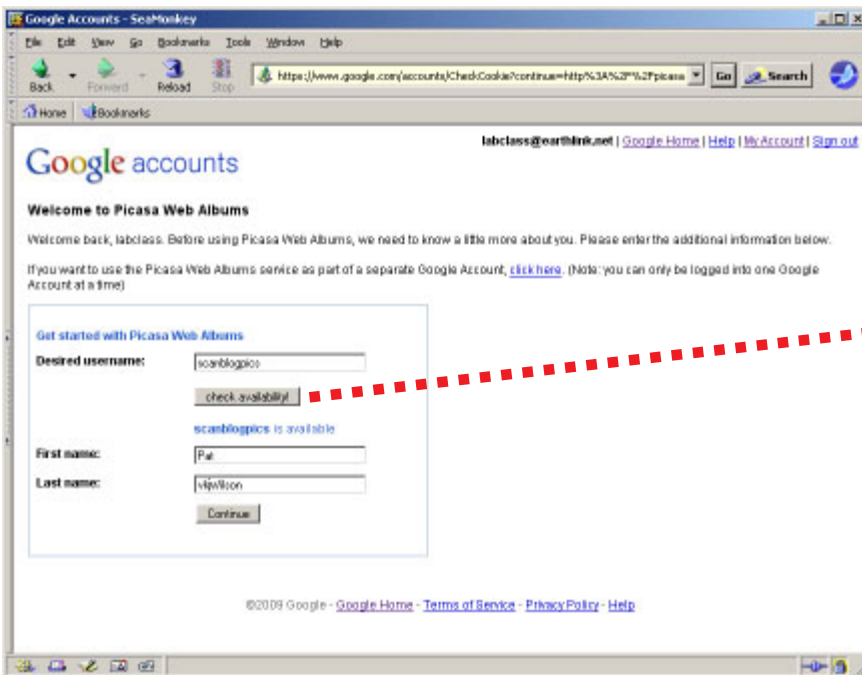 Google Accounts - SeaMonkey
File Edit View Go Bookmarks Tools Window Help
Back Forward Reload Stop https://www.google.com/accounts/CheckCookie?continue=http%3A%2F%2Fpicasa Go Search
Home Bookmarks
labclass@earthlink.net | Google Home | Help | My Account | Sign out
Google accounts
Welcome to Picasa Web Albums
Welcome back, labclass. Before using Picasa Web Albums, we need to know a little more about you. Please enter the additional information below.
If you want to use the Picasa Web Albums service as part of a separate Google Account, click here. (Note: you can only be logged into one Google
Account at a time)
Get started with Picasa Web Albums
Desired username: scanblogpics
check availability!
scanblogpics is available
First name: Pat
Last name:
Continue
©2009 Google - Google Home - Terms of Service - Privacy Policy - Help